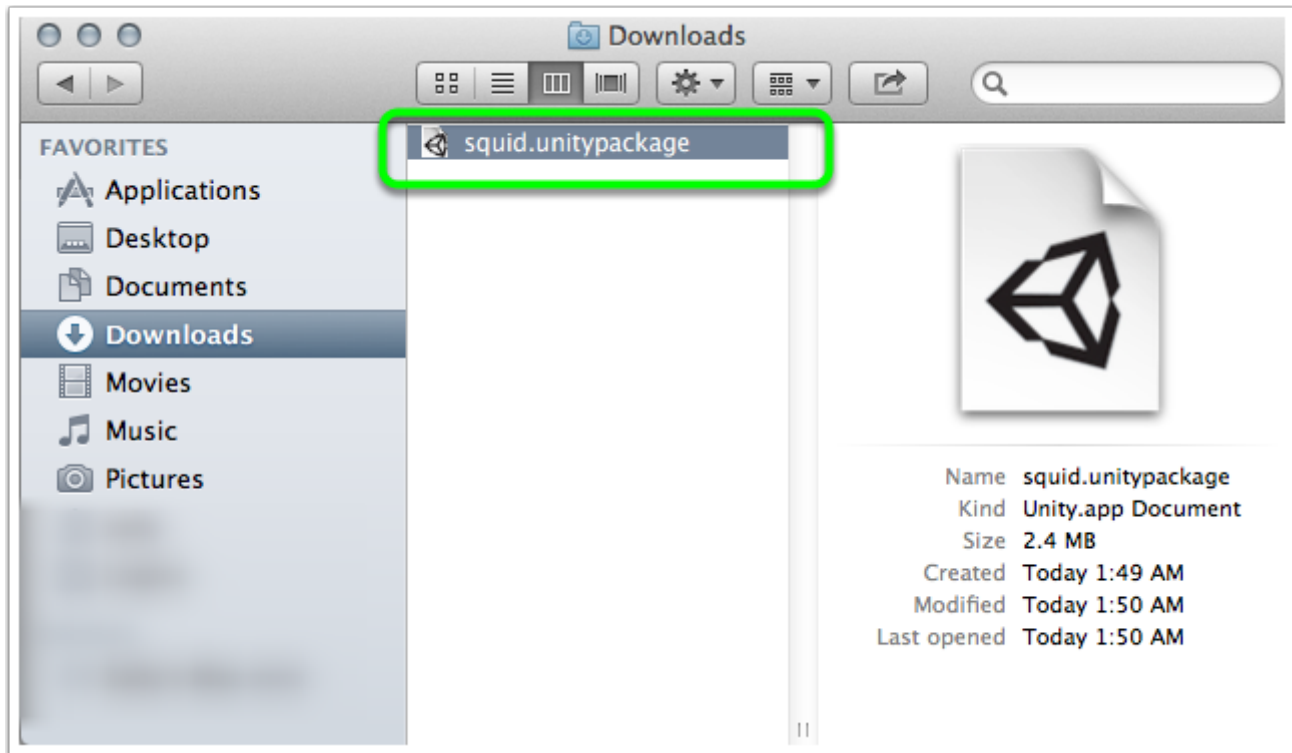 Downloads
FAVORITES
Applications
Desktop
Documents
Downloads
Movies
Music
Pictures
squid.unitypackage
Name squid.unitypackage
Kind Unity.app Document
Size 2.4 MB
Created Today 1:49 AM
Modified Today 1:50 AM
Last opened Today 1:50 AM